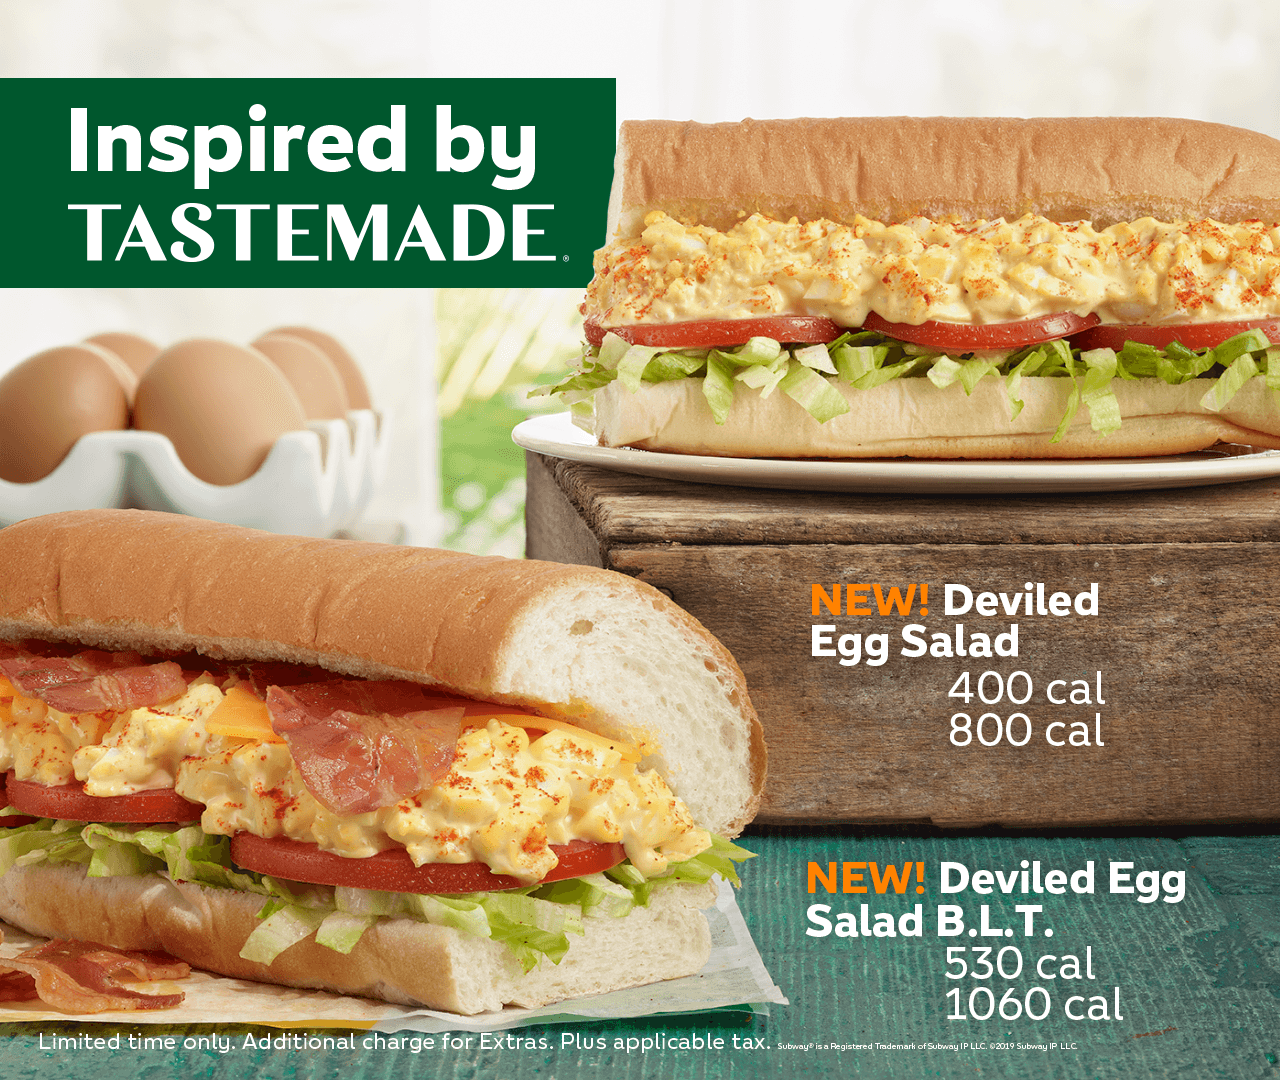 Inspired by
TASTEMADE®
NEW! Deviled
Egg Salad
400 cal
800 cal
NEW! Deviled Egg
Salad B.L.T.
530 cal
1060 cal
Limited time only. Additional charge for Extras. Plus applicable tax. Subway® is a Registered Trademark of Subway IP LLC. ©2019 Subway IP LLC.